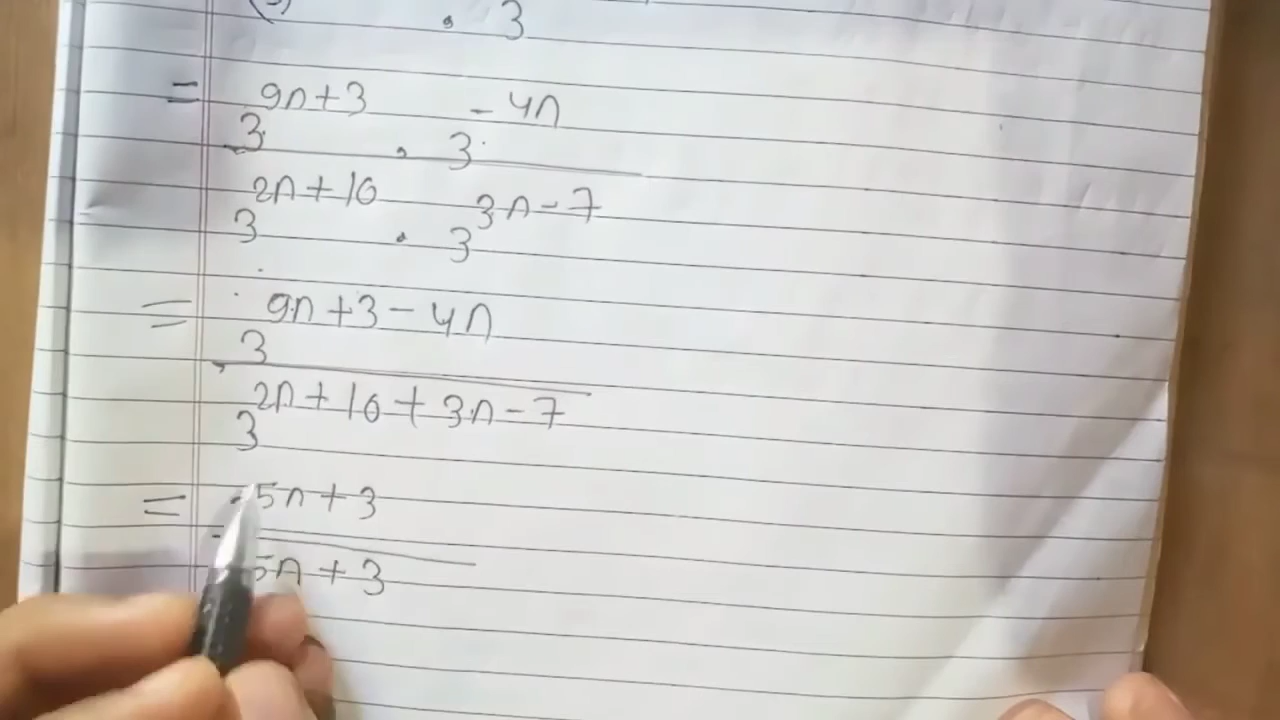 . 3
= 3^9n+3 . 3^-4n
3^2n+10 . 3^3n-7
= 3^9n+3-4n
3^2n+10+3n-7
= 5n+3
5n+3